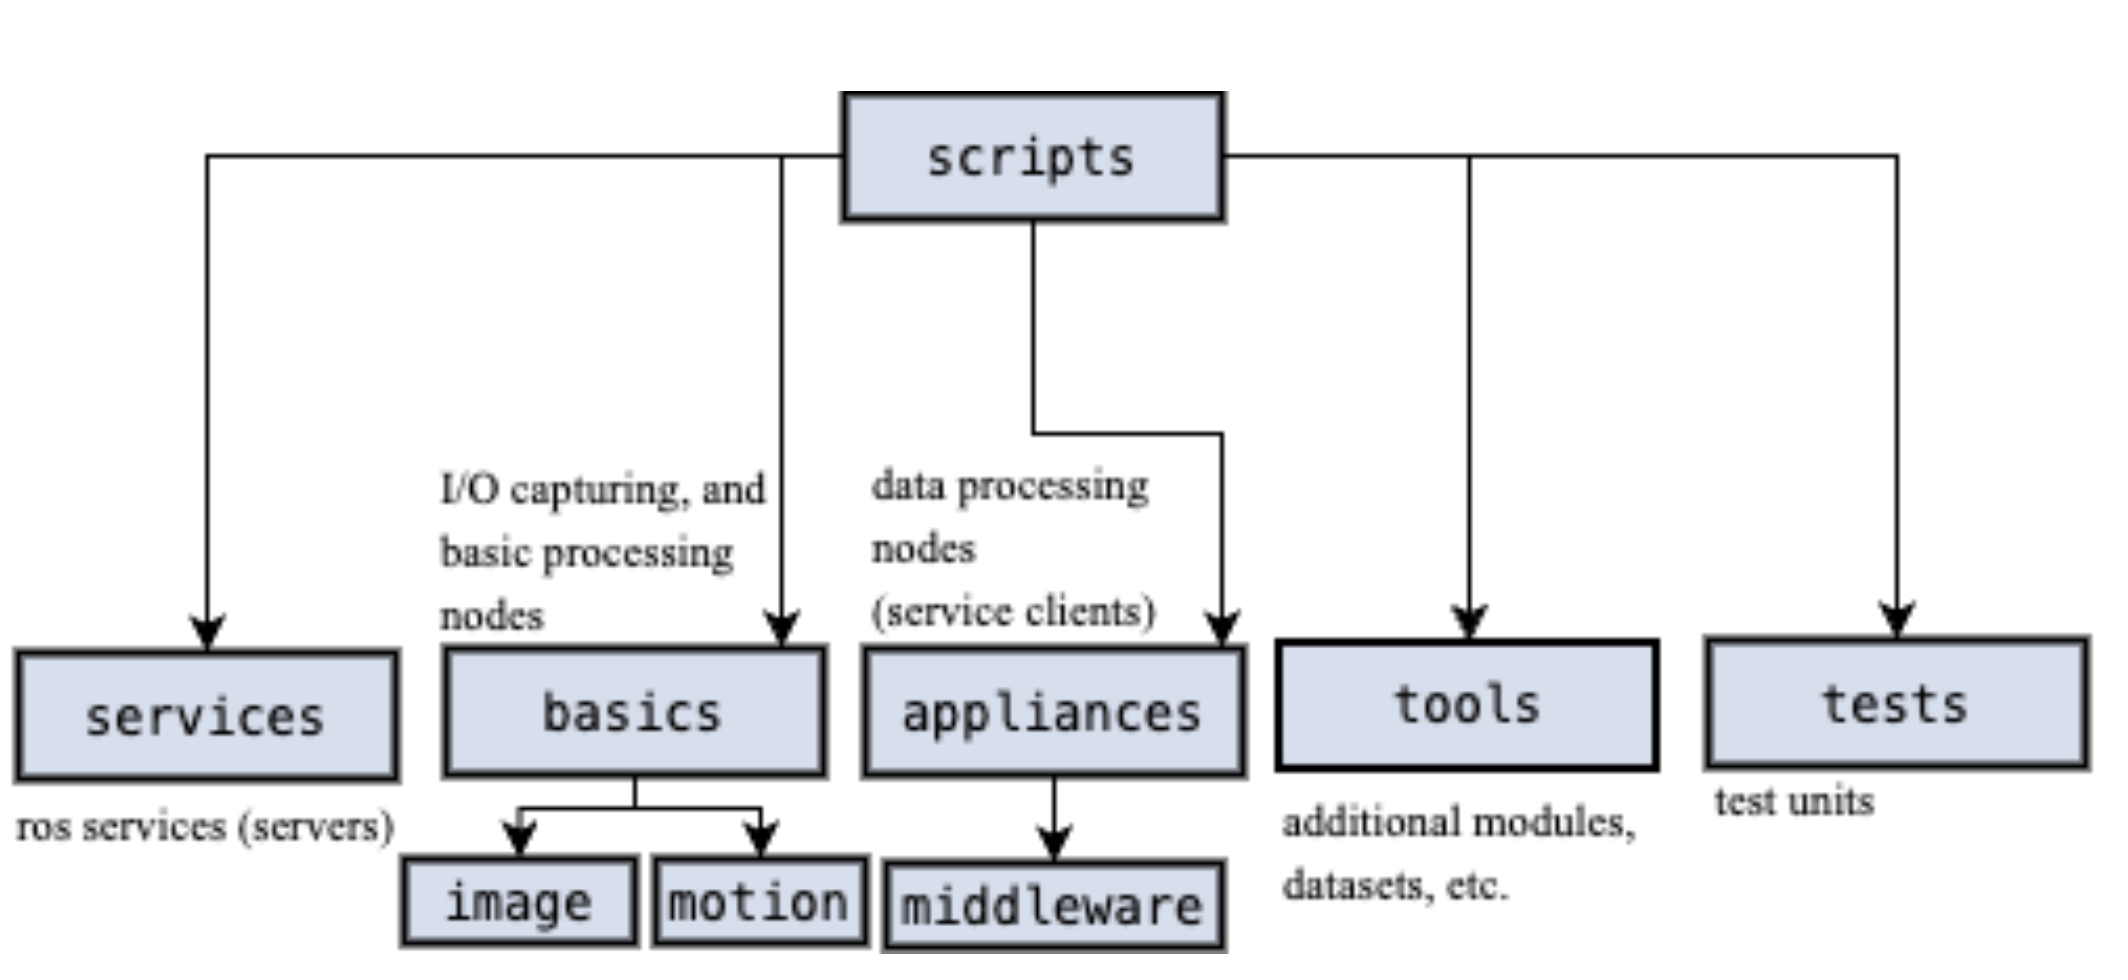 scripts
I/O capturing, and
basic processing
nodes
data processing
nodes
(service clients)
services
basics
appliances
tools
tests
ros services (servers)
additional modules,
datasets, etc.
test units
image
motion
middleware